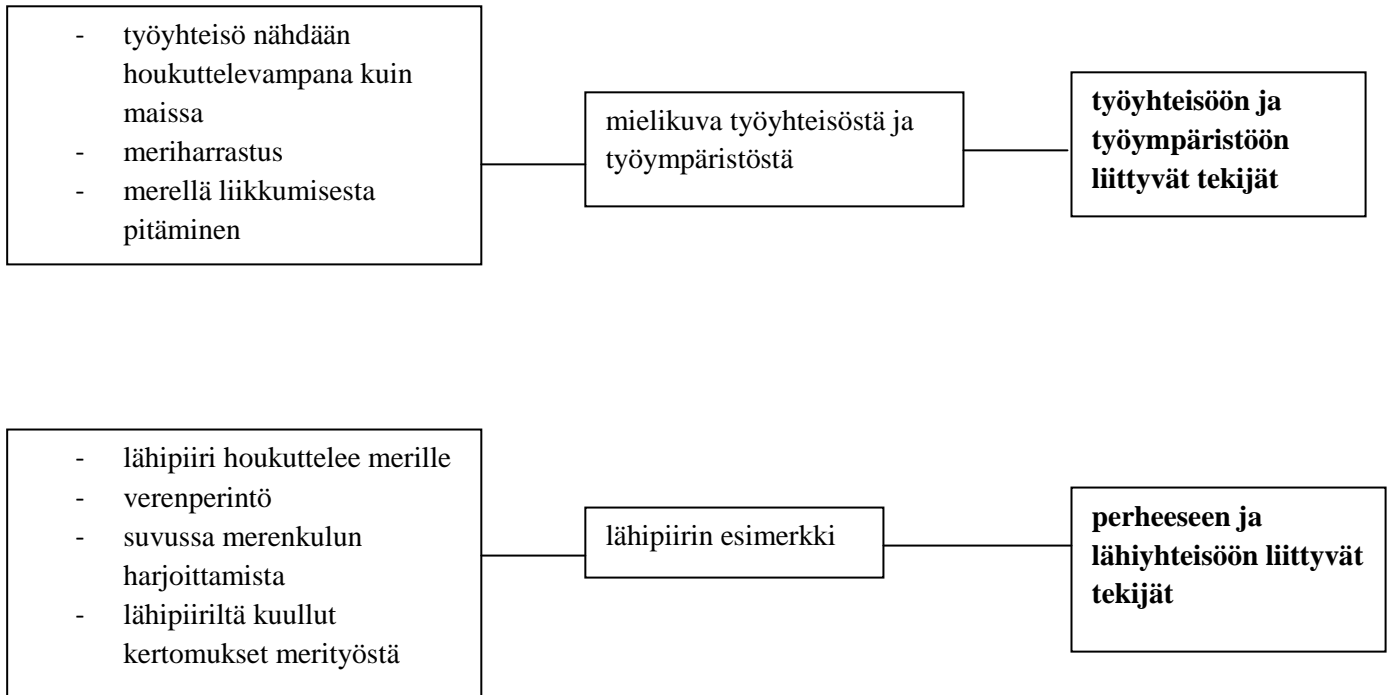 - työyhteisö nähdään
houkuttelevampana kuin
maissa
- meriharrastus
- merellä liikkumisesta
pitäminen
mielikuva työyhteisöstä ja
työympäristöstä
työyhteisöön ja
työympäristöön
liittyvät tekijät
- lähipiiri houkuttelee merille
- verenperintö
- suvussa merenkulun
harjoittamista
- lähipiiriltä kuullut
kertomukset merityöstä
lähipiirin esimerkki
perheeseen ja
lähiyhteisöön liittyvät
tekijät